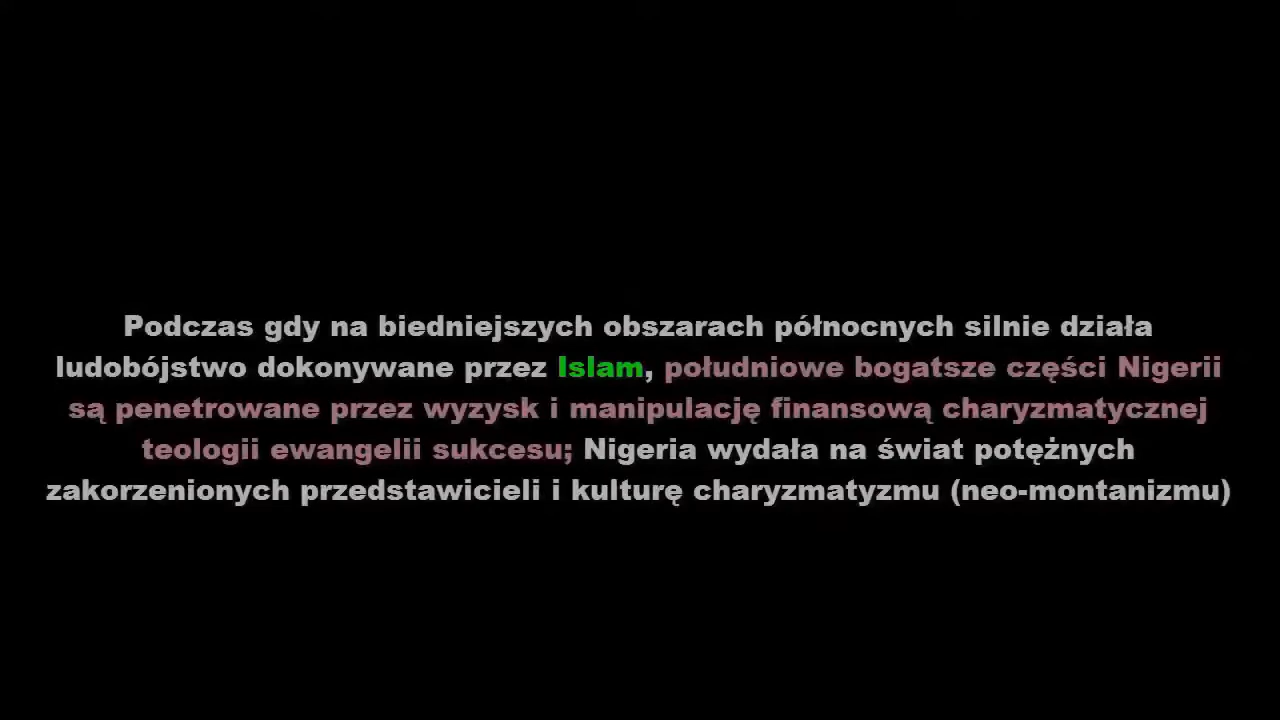 Podczas gdy na biedniejszych obszarach północnych silnie działa
ludobójstwo dokonywane przez Islam, południowe bogatsze części Nigerii
są penetrowane przez wyzysk i manipulację finansową charyzmatycznej
teologii ewangelii sukcesu; Nigeria wydała na świat potężnych
zakorzenionych przedstawicieli i kulturę charyzmatyzmu (neo-montanizmu)